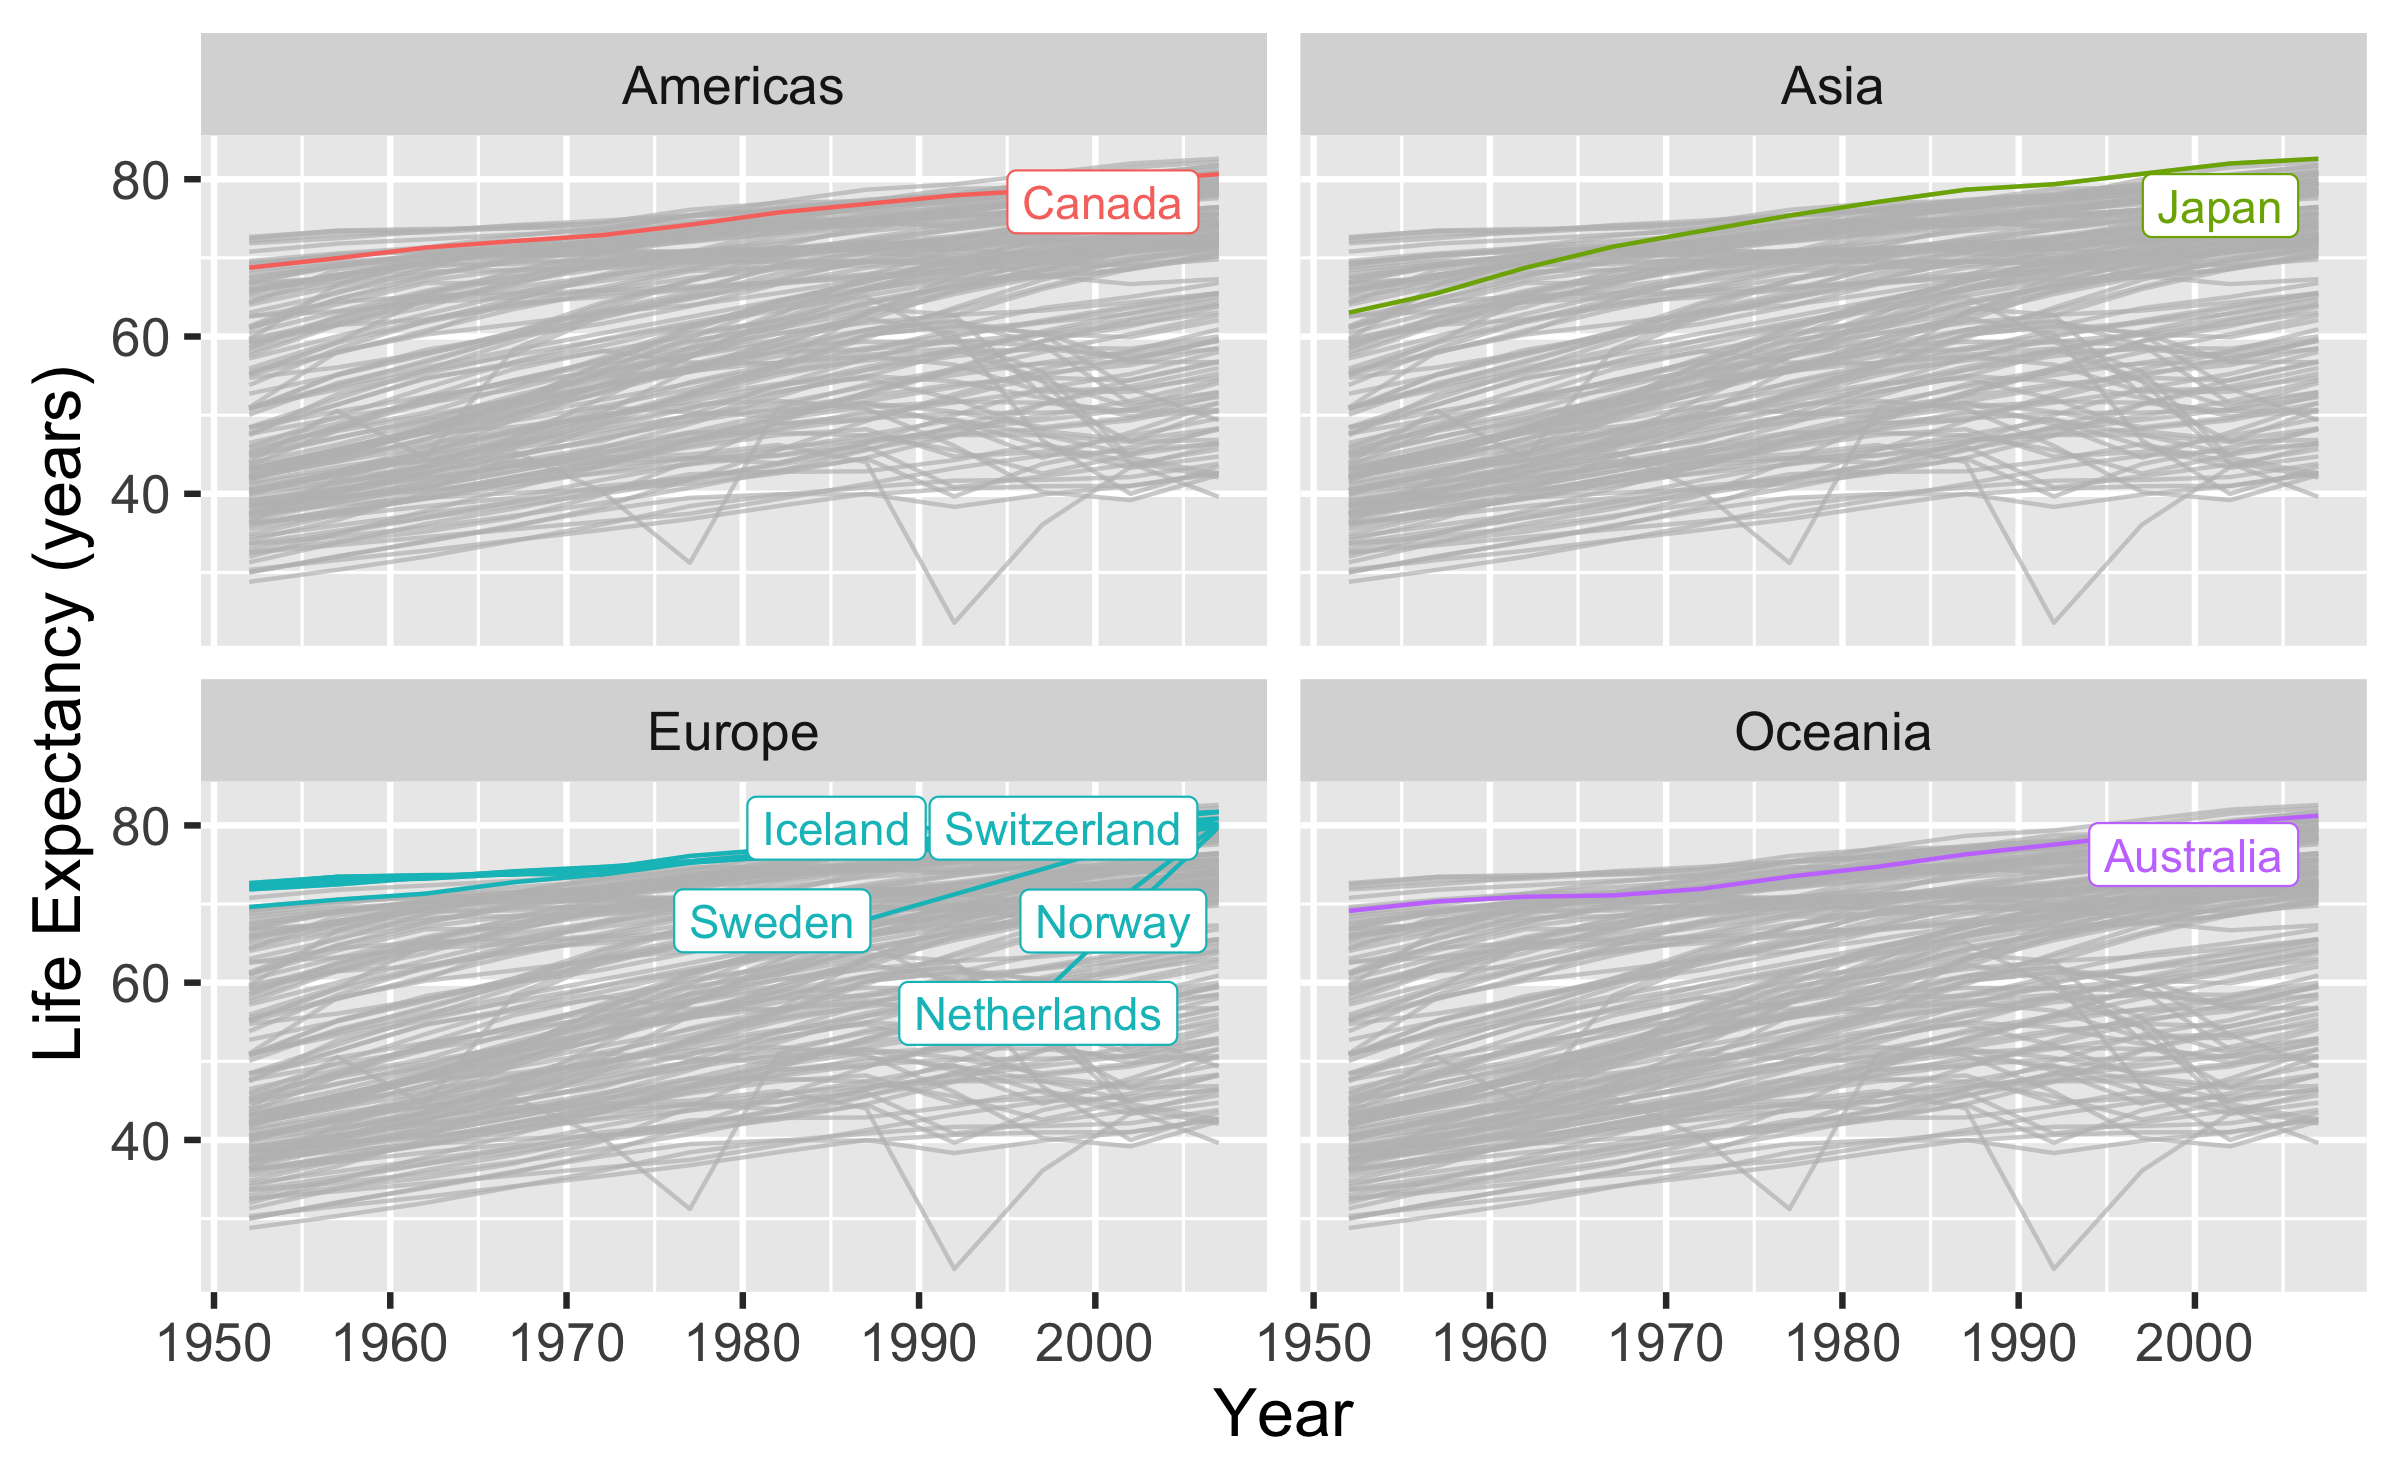 Americas
Asia
80
60
40
Canada
Japan
Europe
Oceania
80
60
40
Iceland
Switzerland
Sweden
Norway
Netherlands
Australia
1950 1960 1970 1980 1990 2000
1950 1960 1970 1980 1990 2000
Year
Life Expectancy (years)